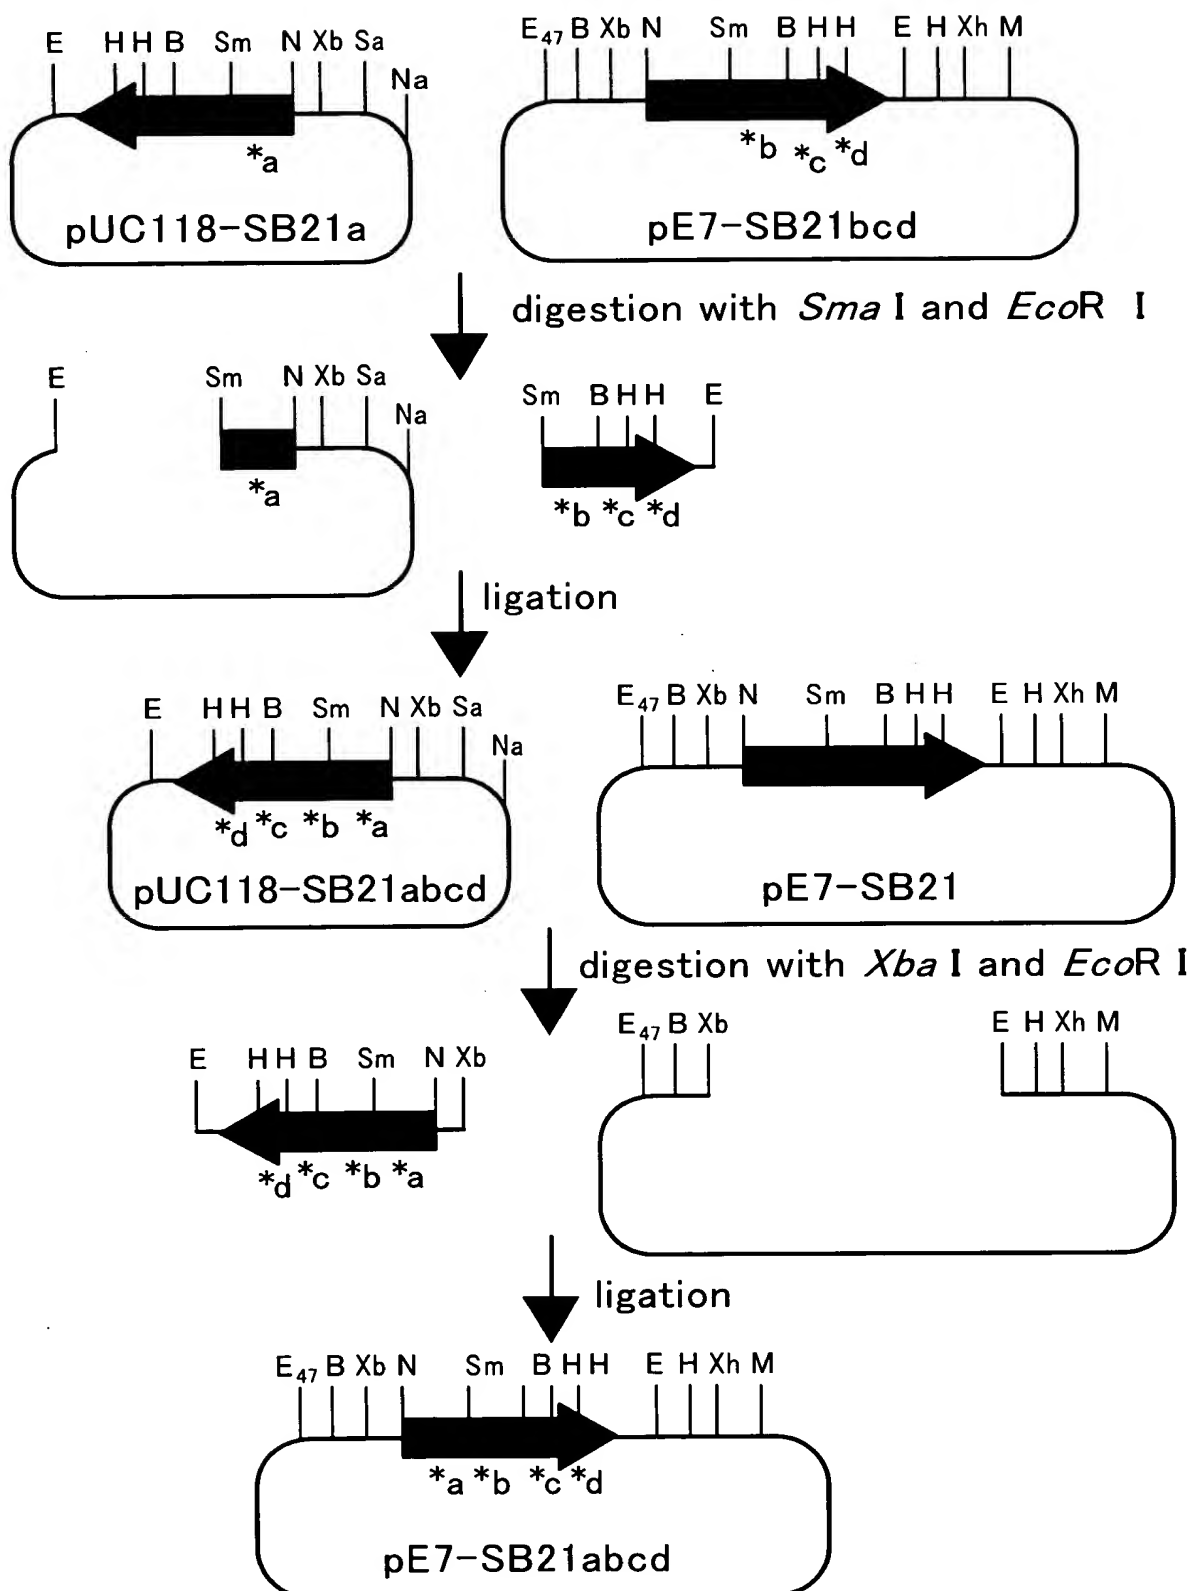 E H H B Sm N Xb Sa Na
E47 B Xb N Sm B H H E H Xh M
*a
*b *c *d
pUC118-SB21a
pE7-SB21bcd
digestion with Sma I and EcoR I
E Sm N Xb Sa Na
Sm B H H E
*a
*b *c *d
ligation
E H H B Sm N Xb Sa Na
E47 B Xb N Sm B H H E H Xh M
*d *c *b *a
pUC118-SB21abcd
pE7-SB21
digestion with Xba I and EcoR I
E H H B Sm N Xb
E47 B Xb E H Xh M
*d *c *b *a
ligation
E47 B Xb N Sm B H H E H Xh M
*a *b *c *d
pE7-SB21abcd